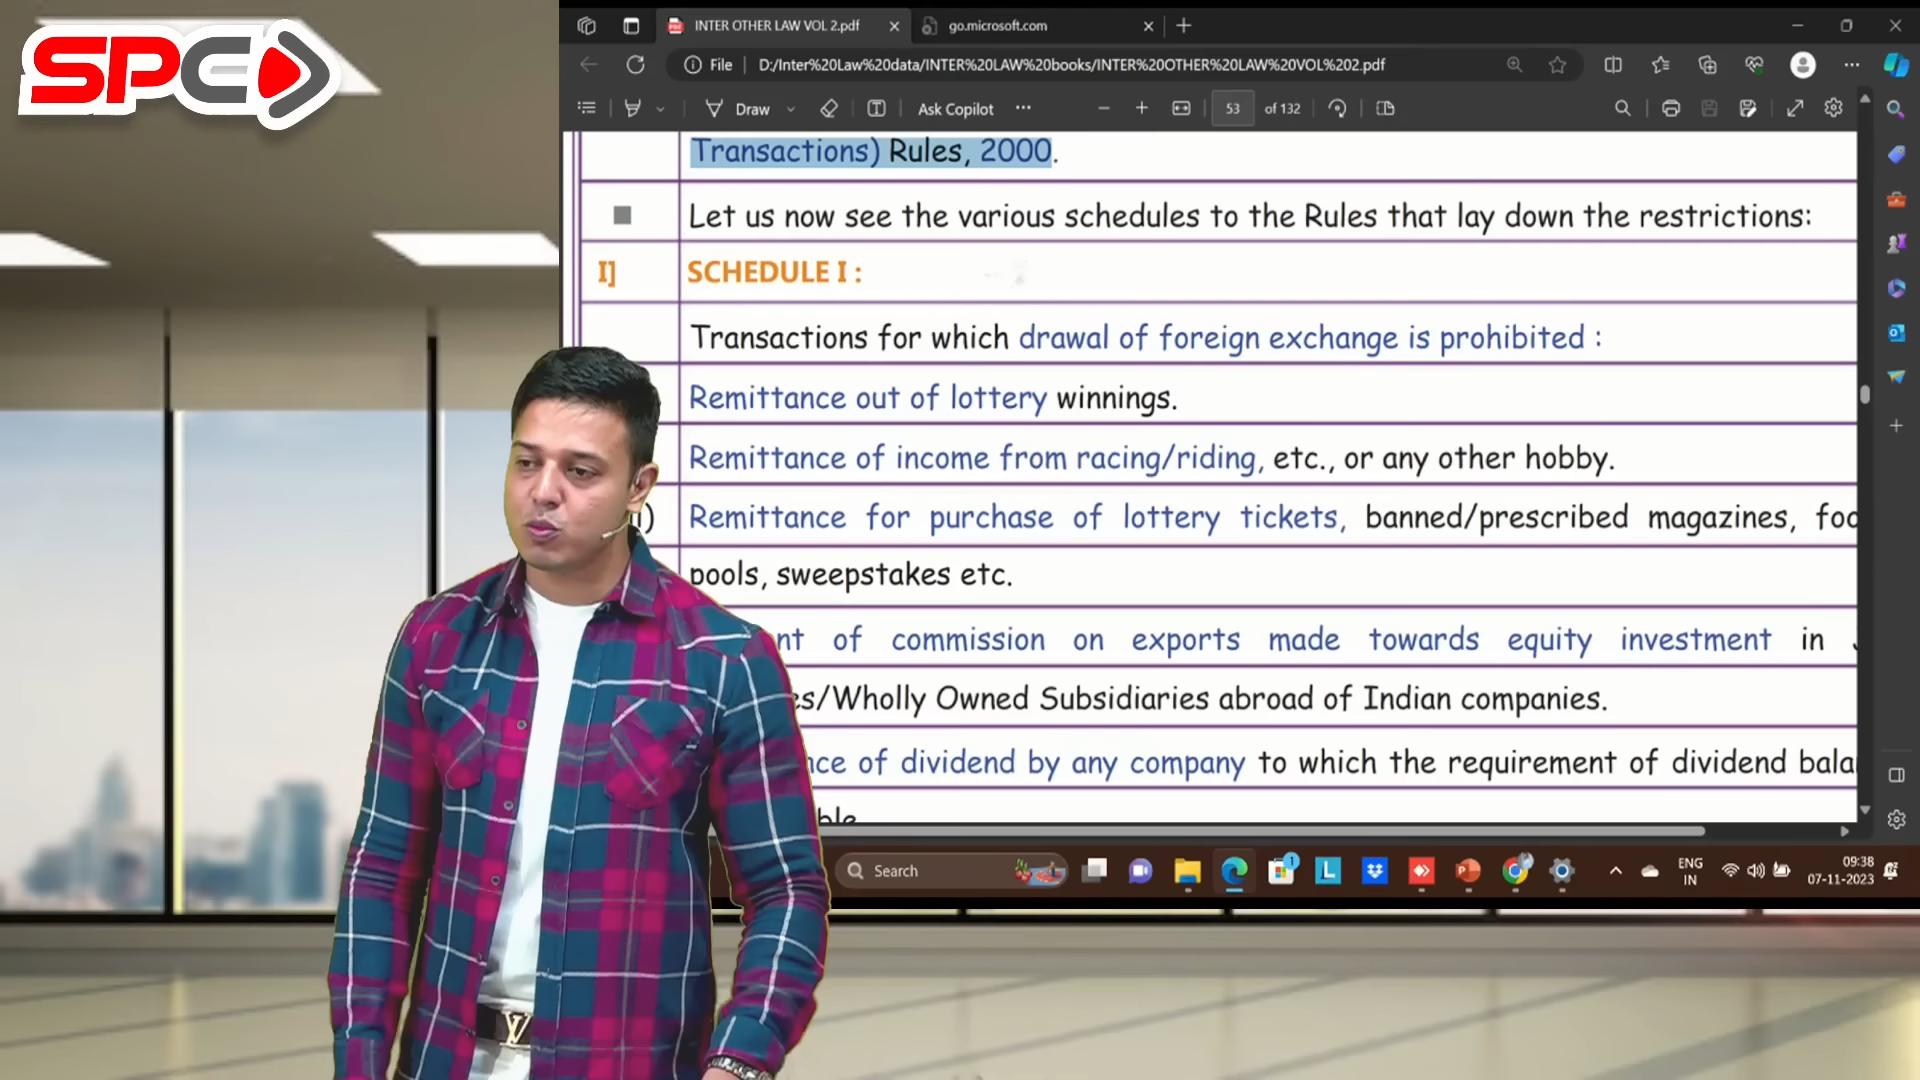 SPC
INTER OTHER LAW VOL 2.pdf
go.microsoft.com
File
D:/Inter%20Law%20data/INTER%20LAW%20books/INTER%20OTHER%20LAW%20VOL%202.pdf
Draw
Ask Copilot
53
of 132
Transactions) Rules, 2000.
Let us now see the various schedules to the Rules that lay down the restrictions:
I] SCHEDULE I :
Transactions for which drawal of foreign exchange is prohibited :
Remittance out of lottery winnings.
Remittance of income from racing/riding, etc., or any other hobby.
Remittance for purchase of lottery tickets, banned/prescribed magazines,
pools, sweepstakes etc.
of commission on exports made towards equity investment in
/Wholly Owned Subsidiaries abroad of Indian companies.
of dividend by any company to which the requirement of dividend
Search
1
L
ENG
IN
09:38
07-11-2023